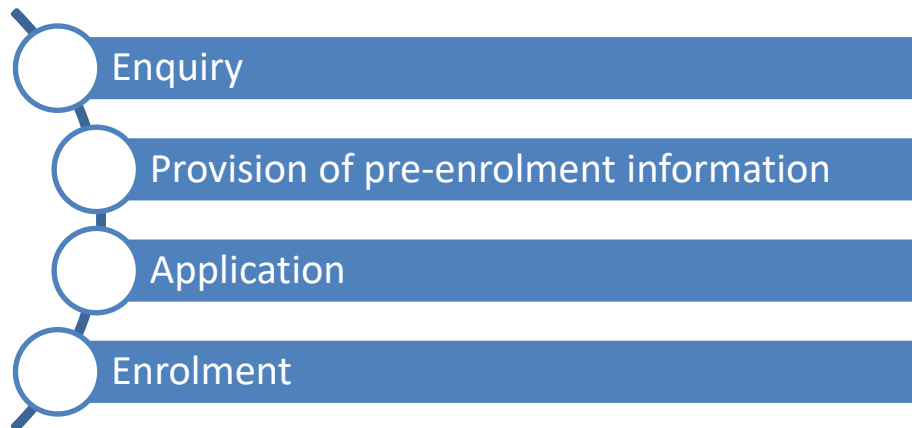 Enquiry
Provision of pre-enrolment information
Application
Enrolment